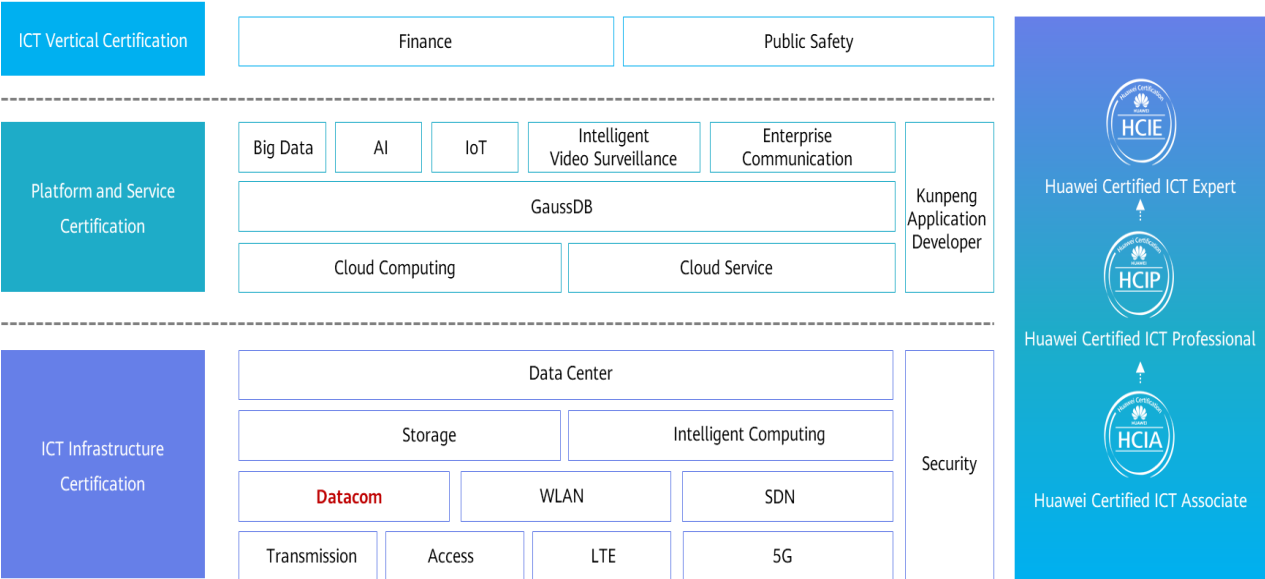 ICT Vertical Certification
Finance
Public Safety
Platform and Service
Certification
Big Data
AI
IoT
Intelligent
Video Surveillance
Enterprise
Communication
GaussDB
Cloud Computing
Cloud Service
Kunpeng
Application
Developer
ICT Infrastructure
Certification
Data Center
Storage
Intelligent Computing
Datacom
WLAN
SDN
Transmission
Access
LTE
5G
Security
Huawei Certification
HUAWEI
HCIE
Huawei Certified ICT Expert
Huawei Certification
HUAWEI
HCIP
Huawei Certified ICT Professional
Huawei Certification
HUAWEI
HCIA
Huawei Certified ICT Associate